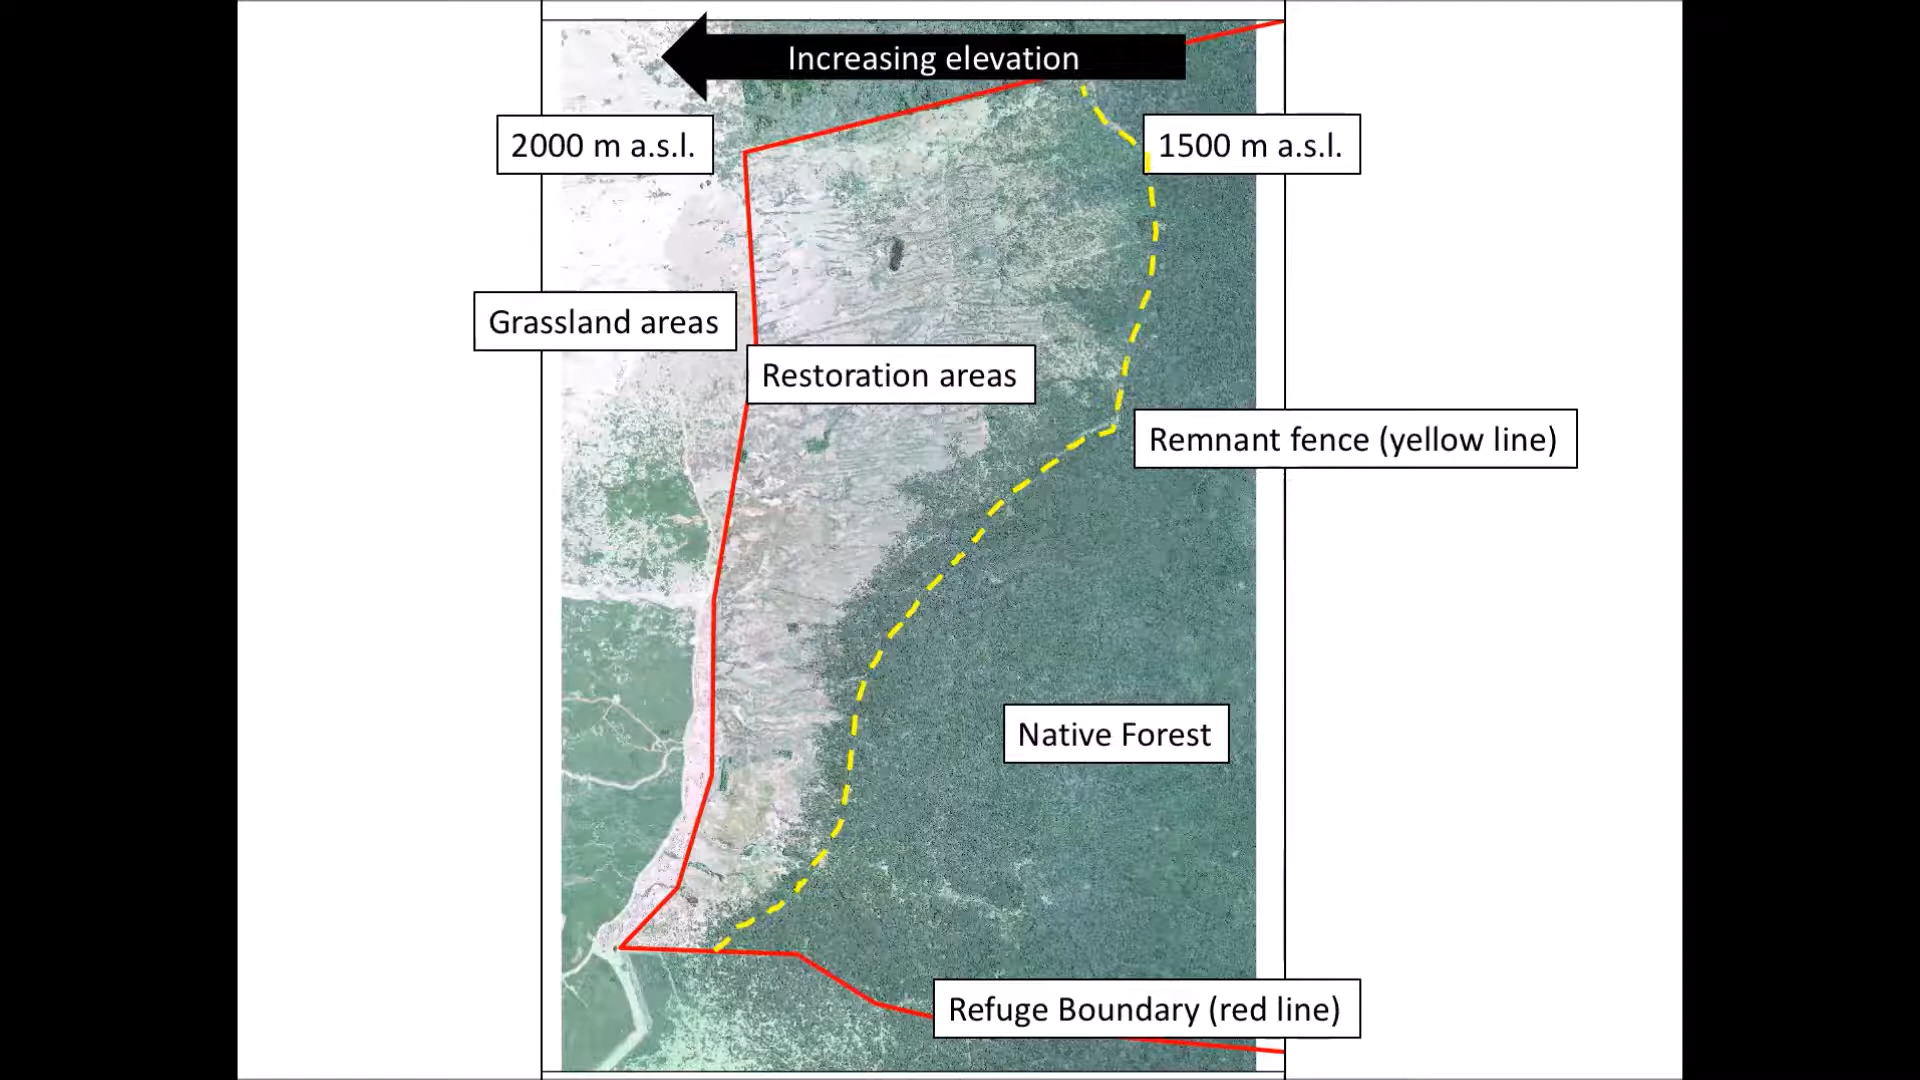 Increasing elevation
2000 m a.s.l.
1500 m a.s.l.
Grassland areas
Restoration areas
Remnant fence (yellow line)
Native Forest
Refuge Boundary (red line)